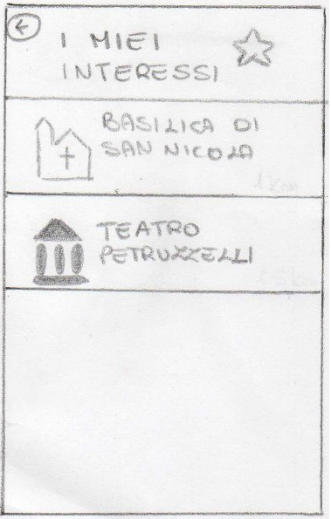 I MIEI
INTERESSI
BASILICA DI
SAN NICOLA
TEATRO
PETRUZZELLI